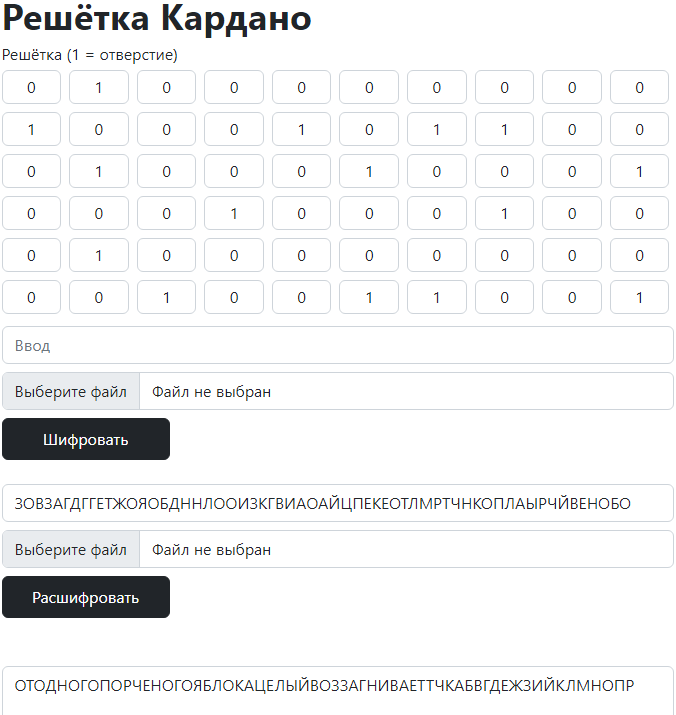 Решётка Кардано
Решётка (1 = отверстие)
0 1 0 0 0 0 0 0 0 0
1 0 0 0 1 0 1 1 0 0
0 1 0 0 0 1 0 0 0 1
0 0 0 1 0 0 0 1 0 0
0 1 0 0 0 0 0 0 0 0
0 0 1 0 0 1 1 0 0 1
Ввод
Выберите файл Файл не выбран
Шифровать
ЗОВЗАГДГГЕТЖОЯОБДННЛООИЗКГВИАОАЙЦПЕКЕОТЛМРТЧНКОПЛАЫРЧЙВЕНОБО
Выберите файл Файл не выбран
Расшифровать
ОТОДНОГОПОРЧЕНОГОЯБЛОКАЦЕЛЫЙВОЗЗАГНИВАЕТТЧКАБВГДЕЖЗИЙКЛМНОПР